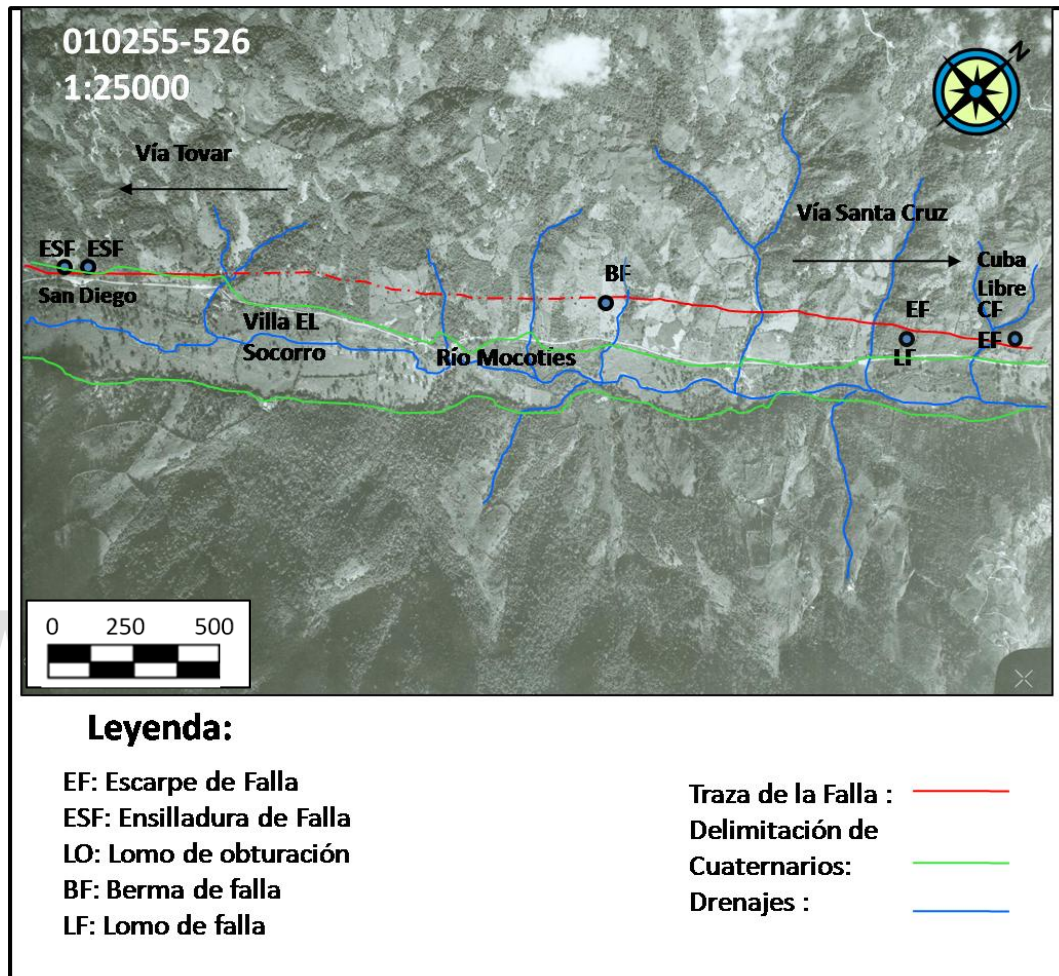 010255-526
1:25000
N
Vía Tovar
Vía Santa Cruz
ESF ESF
San Diego
Villa EL
Socorro
Río Mocoties
BF
EF
LF
Cuba
Libre
CF
EF
0 250 500
Leyenda:
EF: Escarpe de Falla
ESF: Ensilladura de Falla
LO: Lomo de obturación
BF: Berma de falla
LF: Lomo de falla
Traza de la Falla :
Delimitación de
Cuaternarios:
Drenajes :